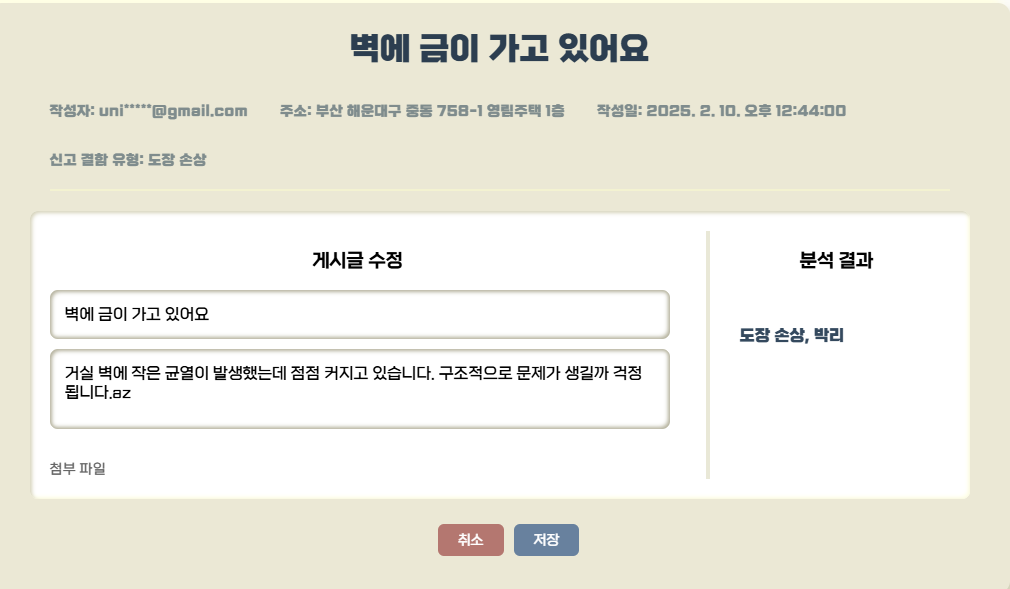 벽에 금이 가고 있어요
작성자: uni*****@gmail.com 주소: 부산 해운대구 중동 758-1 영림주택 1층 작성일: 2025. 2. 10. 오후 12:44:00
신고 결함 유형: 도장 손상
게시글 수정
벽에 금이 가고 있어요
거실 벽에 작은 균열이 발생했는데 점점 커지고 있습니다. 구조적으로 문제가 생길까 걱정
됩니다.az
첨부 파일
분석 결과
도장 손상, 박리
취소 저장